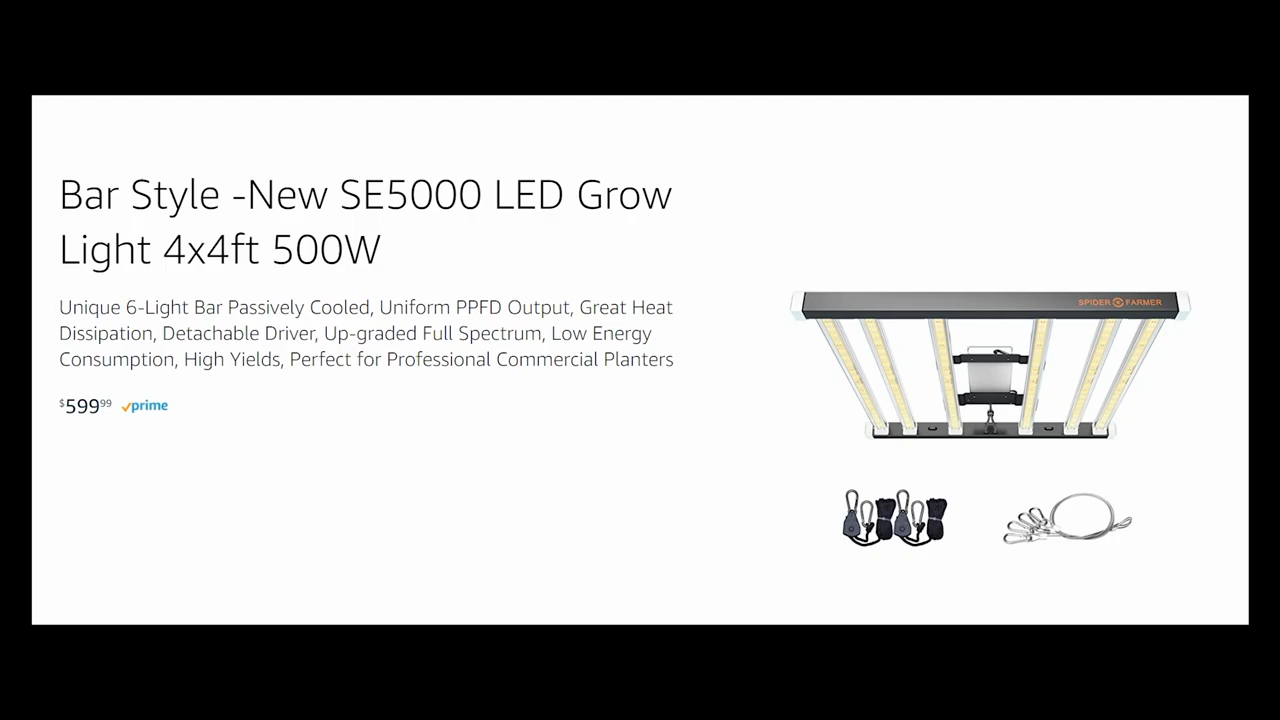 Bar Style -New SE5000 LED Grow
Light 4x4ft 500W
Unique 6-Light Bar Passively Cooled, Uniform PPFD Output, Great Heat
Dissipation, Detachable Driver, Up-graded Full Spectrum, Low Energy
Consumption, High Yields, Perfect for Professional Commercial Planters
$59999 prime
SPIDER FARMER